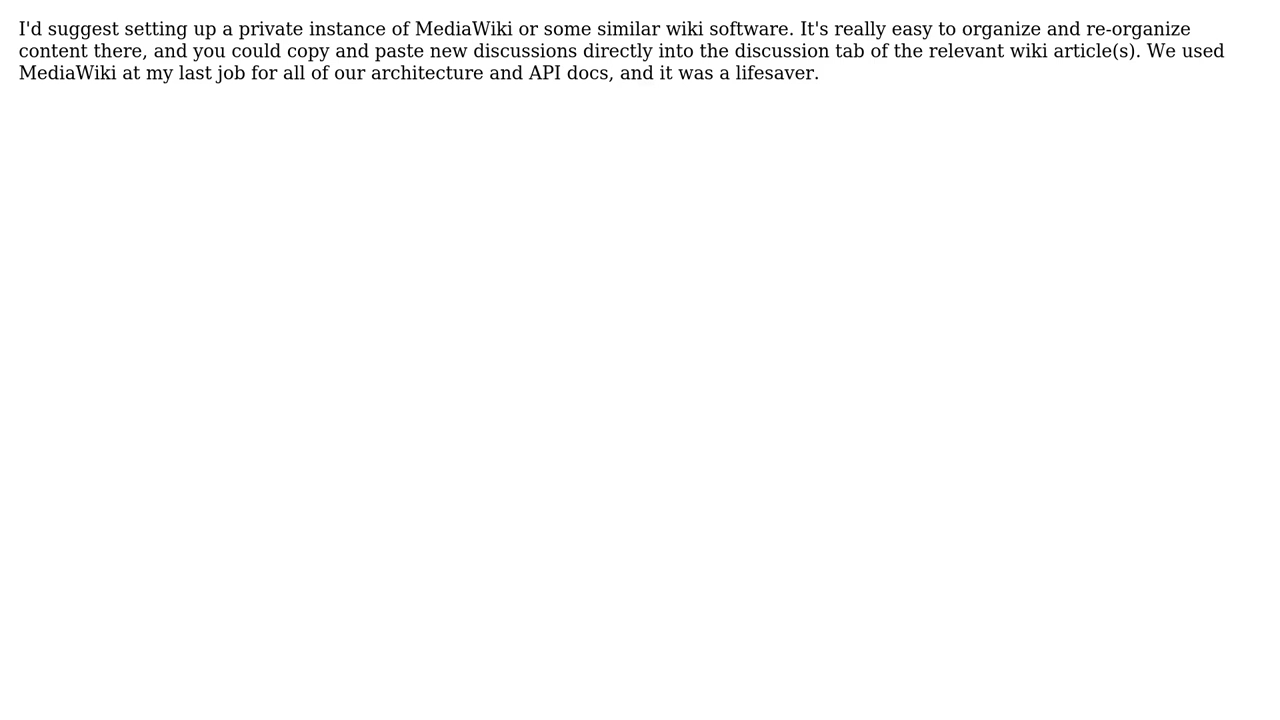 I'd suggest setting up a private instance of MediaWiki or some similar wiki software. It's really easy to organize and re-organize
content there, and you could copy and paste new discussions directly into the discussion tab of the relevant wiki article(s). We used
MediaWiki at my last job for all of our architecture and API docs, and it was a lifesaver.